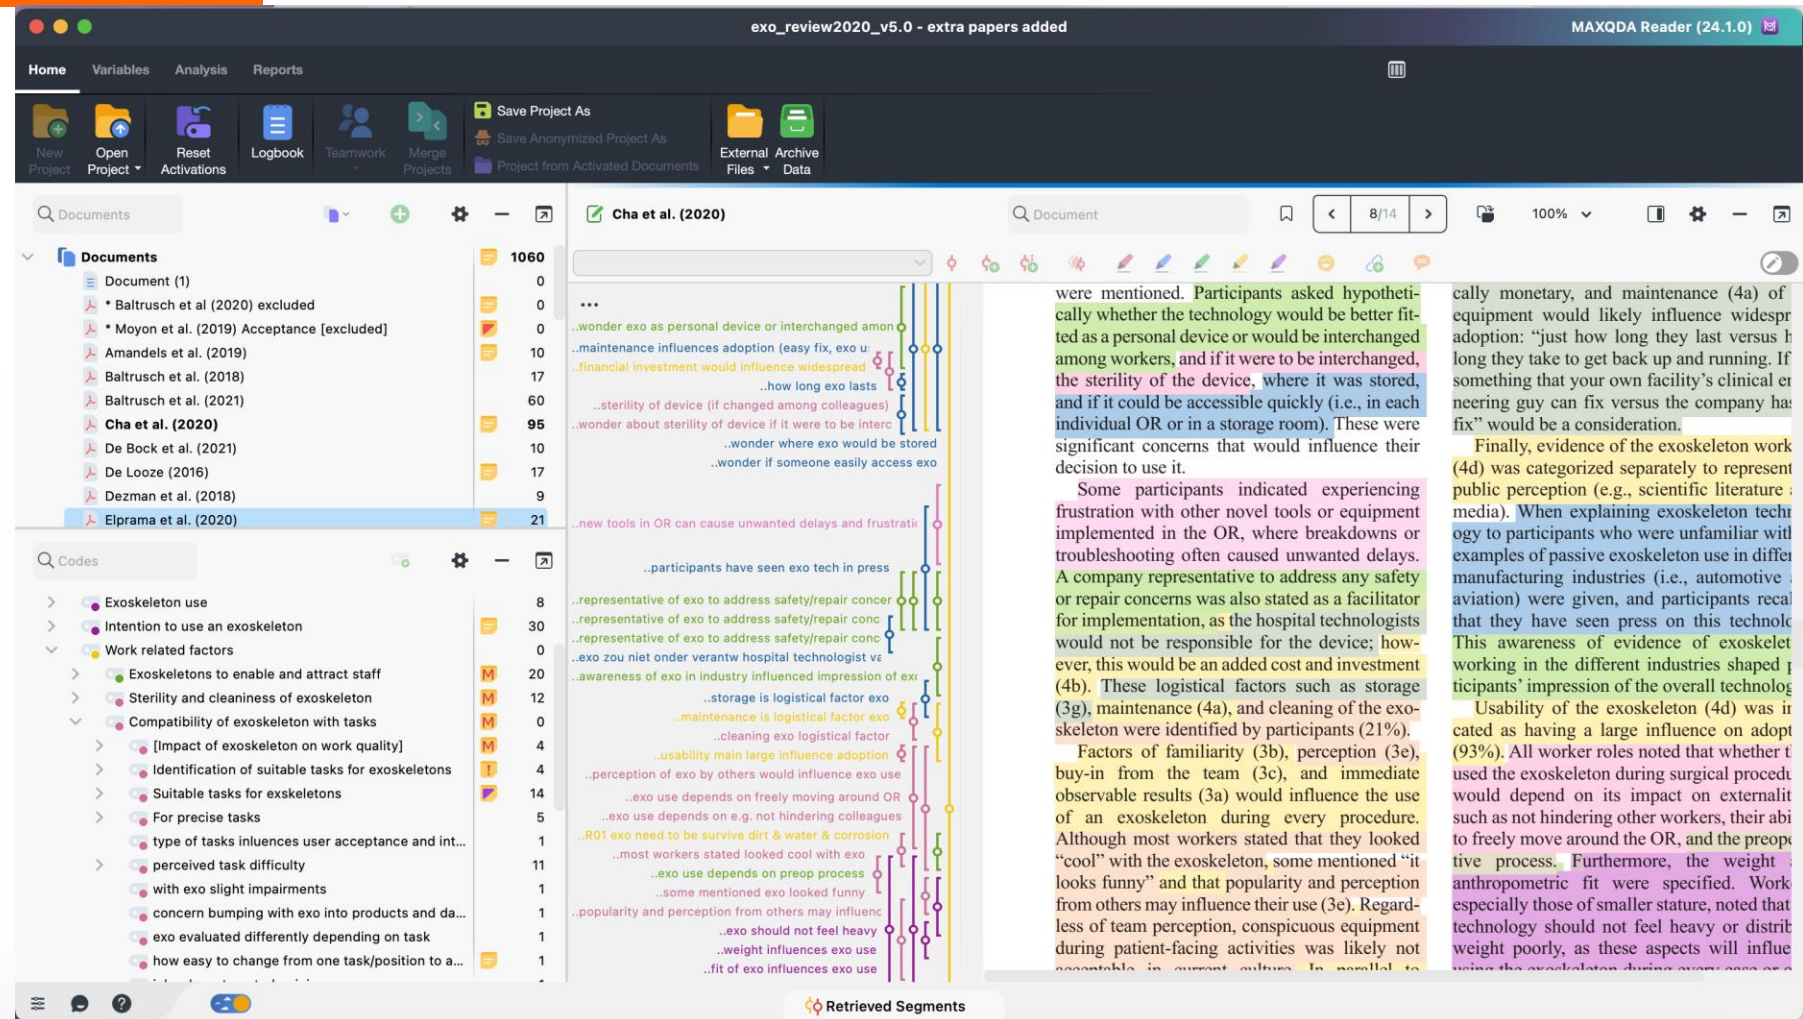 exo_review2020_v5.0 - extra papers added
MAXQDA Reader (24.1.0)
Home Variables Analysis Reports
New Project
Open Project
Reset Activations
Logbook
Teamwork
Merge Projects
Save Project As
Save Anonymized Project As
Project from Activated Documents
External Files
Archive Data
Documents
Documents 1060
Document (1) 0
* Baltrusch et al (2020) excluded 0
* Moyon et al. (2019) Acceptance [excluded] 0
Amandels et al. (2019) 10
Baltrusch et al. (2018) 17
Baltrusch et al. (2021) 60
Cha et al. (2020) 95
De Bock et al. (2021) 10
De Looze (2016) 17
Dezman et al. (2018) 9
Elprama et al. (2020) 21
Codes
Exoskeleton use 8
Intention to use an exoskeleton 30
Work related factors 0
Exoskeletons to enable and attract staff M 20
Sterility and cleaniness of exoskeleton M 12
Compatibility of exoskeleton with tasks M 0
[Impact of exoskeleton on work quality] M 4
Identification of suitable tasks for exoskeletons ! 4
Suitable tasks for exskeletons 14
For precise tasks 5
type of tasks inluences user acceptance and int... 1
perceived task difficulty 11
with exo slight impairments 1
concern bumping with exo into products and da... 1
exo evaluated differently depending on task 1
how easy to change from one task/position to a... 1
Cha et al. (2020)
Document
8/14
100%
...
..wonder exo as personal device or interchanged amon
..maintenance influences adoption (easy fix, exo u
..financial investment would influence widespread
..how long exo lasts
..sterility of device (if changed among colleagues)
..wonder about sterility of device if it were to be interc
..wonder where exo would be stored
..wonder if someone easily access exo
..new tools in OR can cause unwanted delays and frustratic
..participants have seen exo tech in press
..representative of exo to address safety/repair concer
..representative of exo to address safety/repair conc
..representative of exo to address safety/repair conc
..exo zou niet onder verantw hospital technologist va
..awareness of exo in industry influenced impression of exo
..storage is logistical factor exo
..maintenance is logistical factor exo
..cleaning exo logistical factor
..usability main large influence adoption
..perception of exo by others would influence exo use
..exo use depends on freely moving around OR
..exo use depends on e.g. not hindering colleagues
..R01 exo need to be survive dirt & water & corrosion
..most workers stated looked cool with exo
..exo use depends on preop process
..some mentioned exo looked funny
..popularity and perception from others may influenc
..exo should not feel heavy
..weight influences exo use
..fit of exo influences exo use
were mentioned. Participants asked hypotheti-
cally whether the technology would be better fit-
ted as a personal device or would be interchanged
among workers, and if it were to be interchanged,
the sterility of the device, where it was stored,
and if it could be accessible quickly (i.e., in each
individual OR or in a storage room). These were
significant concerns that would influence their
decision to use it.
Some participants indicated experiencing
frustration with other novel tools or equipment
implemented in the OR, where breakdowns or
troubleshooting often caused unwanted delays.
A company representative to address any safety
or repair concerns was also stated as a facilitator
for implementation, as the hospital technologists
would not be responsible for the device; how-
ever, this would be an added cost and investment
(4b). These logistical factors such as storage
(3g), maintenance (4a), and cleaning of the exo-
skeleton were identified by participants (21%).
Factors of familiarity (3b), perception (3e),
buy-in from the team (3c), and immediate
observable results (3a) would influence the use
of an exoskeleton during every procedure.
Although most workers stated that they looked
“cool” with the exoskeleton, some mentioned “it
looks funny” and that popularity and perception
from others may influence their use (3e). Regard-
less of team perception, conspicuous equipment
during patient-facing activities was likely not
acceptable in current culture. In parallel to
cally monetary, and maintenance (4a) of
equipment would likely influence widespr
adoption: “just how long they last versus h
long they take to get back up and running. If
something that your own facility’s clinical en
neering guy can fix versus the company has
fix” would be a consideration.
Finally, evidence of the exoskeleton work
(4d) was categorized separately to represent
public perception (e.g., scientific literature
media). When explaining exoskeleton techn
ogy to participants who were unfamiliar with
examples of passive exoskeleton use in differ
manufacturing industries (i.e., automotive
aviation) were given, and participants recal
that they have seen press on this technolo
This awareness of evidence of exoskelet
working in the different industries shaped p
ticipants’ impression of the overall technolog
Usability of the exoskeleton (4d) was in
cated as having a large influence on adopt
(93%). All worker roles noted that whether t
used the exoskeleton during surgical procedu
would depend on its impact on externalit
such as not hindering other workers, their abi
to freely move around the OR, and the preope
tive process. Furthermore, the weight
anthropometric fit were specified. Work
especially those of smaller stature, noted that
technology should not feel heavy or distrib
weight poorly, as these aspects will influe
using the exoskeleton during every case or
Retrieved Segments